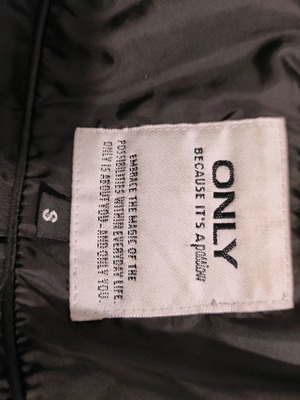 ONLY
BECAUSE IT'S A passion
EMBRACE THE MAGIC OF THE
POSSIBILITIES WITHIN EVERYDAY LIFE.
ONLY IS ABOUT YOU-AND ONLY YOU.
S